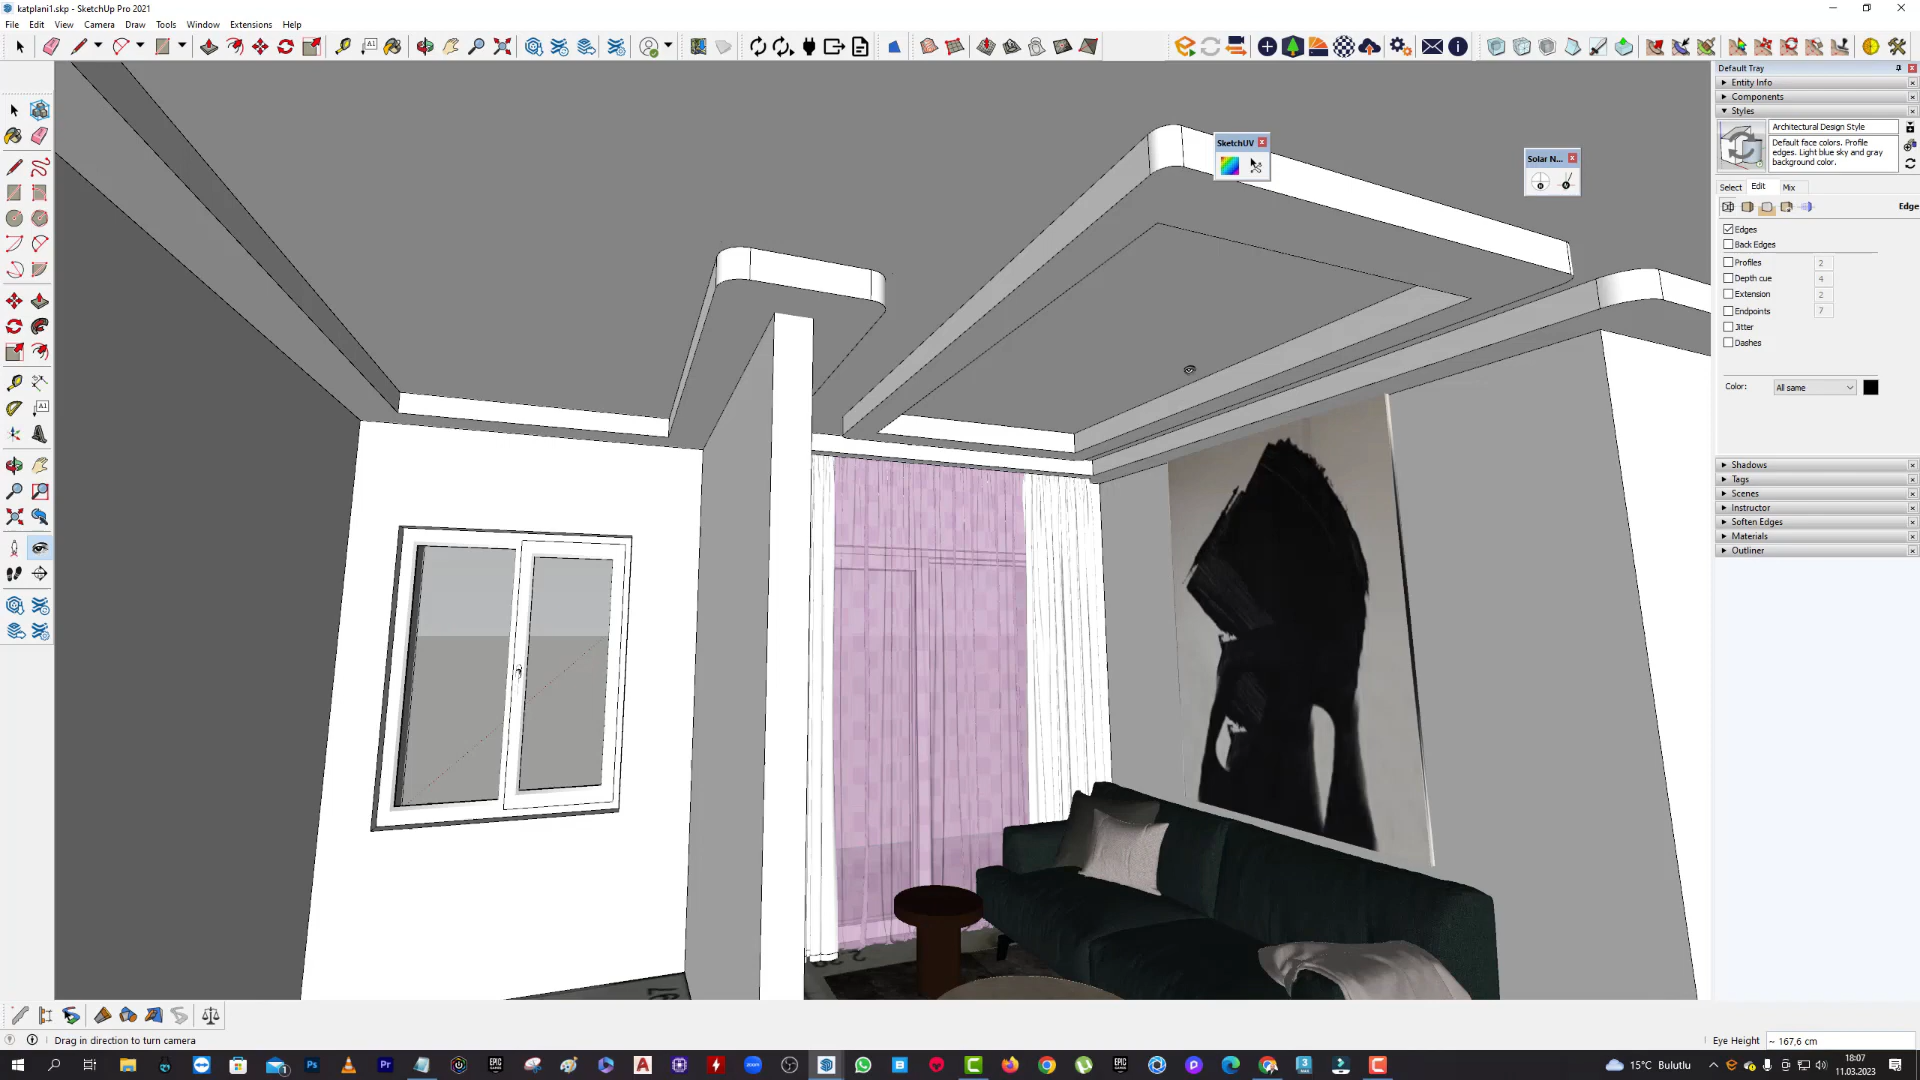 katplani1.skp - SketchUp Pro 2021
File Edit View Camera Draw Tools Window Extensions Help
Default Tray
Entity Info
Components
Styles
Architectural Design Style
Default face colors. Profile
edges. Light blue sky and gray
background color.
Select Edit Mix
Edge
Edges
Back Edges
Profiles 2
Depth cue 4
Extension 2
Endpoints 7
Jitter
Dashes
Color: All same
Shadows
Tags
Scenes
Instructor
Soften Edges
Materials
Outliner
SketchUV
Solar N...
Drag in direction to turn camera
Eye Height ~ 167,6 cm
15°C Bulutlu
18:07
11.03.2023